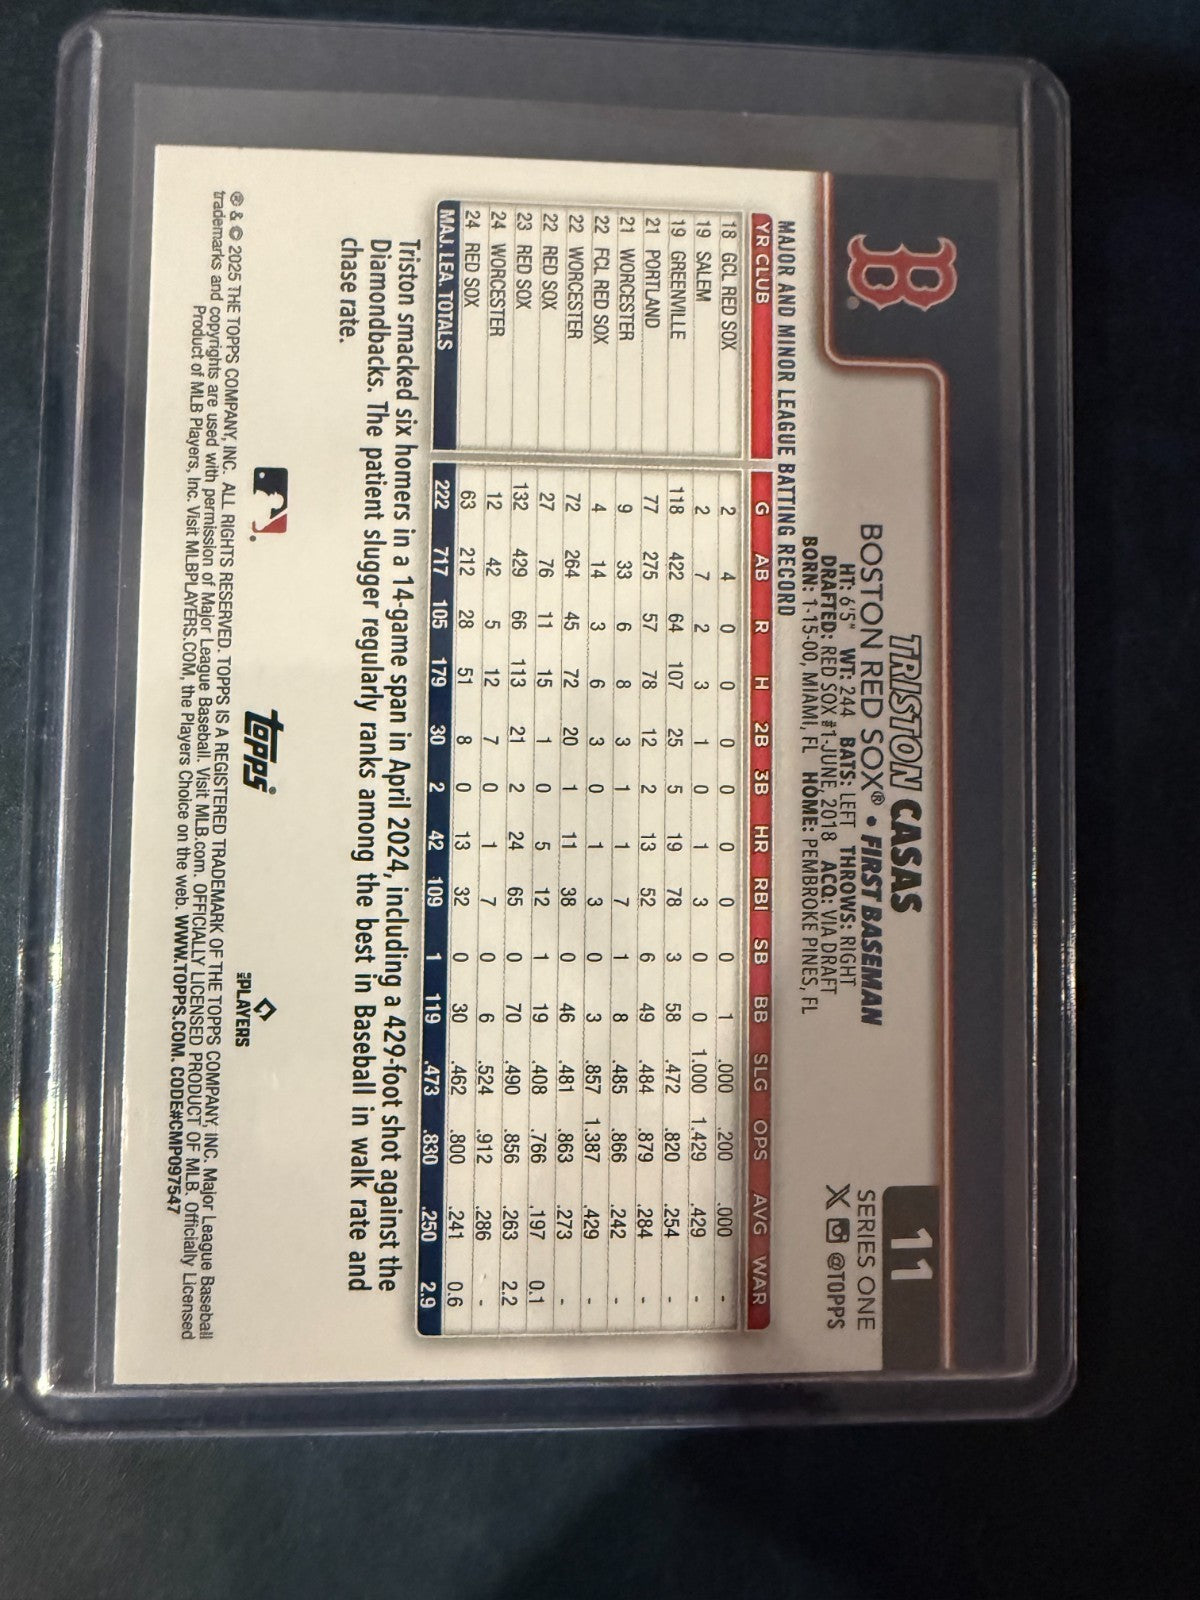 B
11
TRISTON CASAS
SERIES ONE
BOSTON RED SOX® • FIRST BASEMAN
X @TOPPS
HT: 6'5" WT: 244 BATS: LEFT THROWS: RIGHT
DRAFTED: RED SOX #1-JUNE, 2018 ACQ: VIA DRAFT
BORN: 1-15-00, MIAMI, FL HOME: PEMBROKE PINES, FL
MAJOR AND MINOR LEAGUE BATTING RECORD
YR CLUB G AB R H 2B 3B HR RBI SB BB SLG OPS AVG WAR
18 GCL RED SOX 2 4 0 0 0 0 0 0 0 1 .000 .200 .000 -
19 SALEM 2 7 2 3 1 0 1 3 0 0 1.000 1.429 .429 -
19 GREENVILLE 118 422 64 107 25 5 19 78 3 58 .472 .820 .254 -
21 PORTLAND 77 275 57 78 12 2 13 52 6 49 .484 .879 .284 -
21 WORCESTER 9 33 6 8 3 1 1 7 1 8 .485 .866 .242 -
22 FCL RED SOX 4 14 3 6 3 0 1 3 0 3 .857 1.387 .429 -
22 WORCESTER 72 264 45 72 20 1 11 38 0 46 .481 .863 .273 -
22 RED SOX 27 76 11 15 1 0 5 12 1 19 .408 .766 .197 0.1
23 RED SOX 132 429 66 113 21 2 24 65 0 70 .490 .856 .263 2.2
24 WORCESTER 12 42 5 12 7 0 1 7 0 6 .524 .912 .286 -
24 RED SOX 63 212 28 51 8 0 13 32 0 30 .462 .800 .241 0.6
MAJ. LEA. TOTALS 222 717 105 179 30 2 42 109 1 119 .473 .830 .250 2.9
Triston smacked six homers in a 14-game span in April 2024, including a 429-foot shot against the
Diamondbacks. The patient slugger regularly ranks among the best in Baseball in walk rate and
chase rate.
topps®
MLB PLAYERS
® & © 2025 THE TOPPS COMPANY, INC. ALL RIGHTS RESERVED. TOPPS IS A REGISTERED TRADEMARK OF THE TOPPS COMPANY, INC. Major League Baseball
trademarks and copyrights are used with permission of Major League Baseball. Visit MLB.com. OFFICIALLY LICENSED PRODUCT OF MLB. Officially Licensed
Product of MLB Players, Inc. Visit MLBPLAYERS.COM, the Players Choice on the web. WWW.TOPPS.COM. CODE#CMP097547